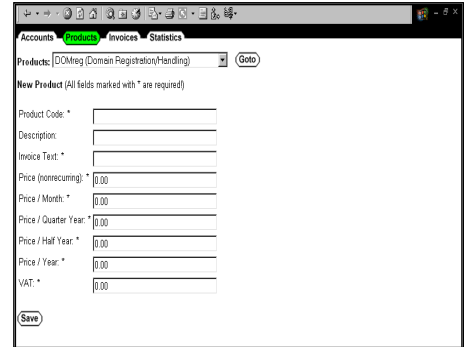 Accounts Products Invoices Statistics
Products: DOMreg (Domain Registration/Handling) Goto
New Product (All fields marked with * are required!)
Product Code: *
Description:
Invoice Text: *
Price (nonrecurring): * 0.00
Price / Month: * 0.00
Price / Quarter Year: * 0.00
Price / Half Year: * 0.00
Price / Year: * 0.00
VAT: * 0.00
Save